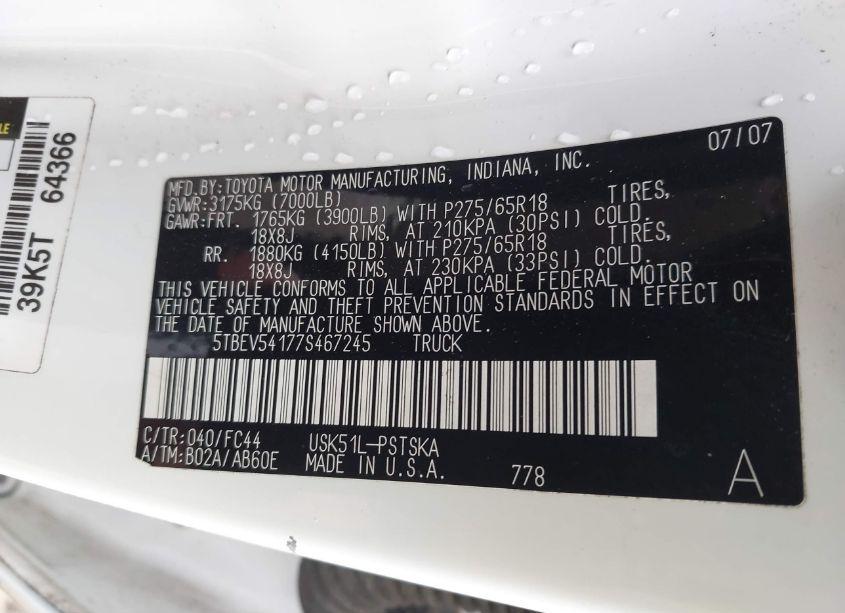 LE
39K5T 64366
07/07
MFD.BY:TOYOTA MOTOR MANUFACTURING, INDIANA, INC.
GVWR:3175KG (7000LB)
GAWR:FRT. 1765KG (3900LB) WITH P275/65R18 TIRES,
18X8J RIMS, AT 210KPA (30PSI) COLD.
RR. 1880KG (4150LB) WITH P275/65R18 TIRES,
18X8J RIMS, AT 230KPA (33PSI) COLD.
THIS VEHICLE CONFORMS TO ALL APPLICABLE FEDERAL MOTOR
VEHICLE SAFETY AND THEFT PREVENTION STANDARDS IN EFFECT ON
THE DATE OF MANUFACTURE SHOWN ABOVE.
5TBEV54177S467245 TRUCK
C/TR:040/FC44 USK51L-PSTSKA
A/TM:B02A/AB60E MADE IN U.S.A. 778
A